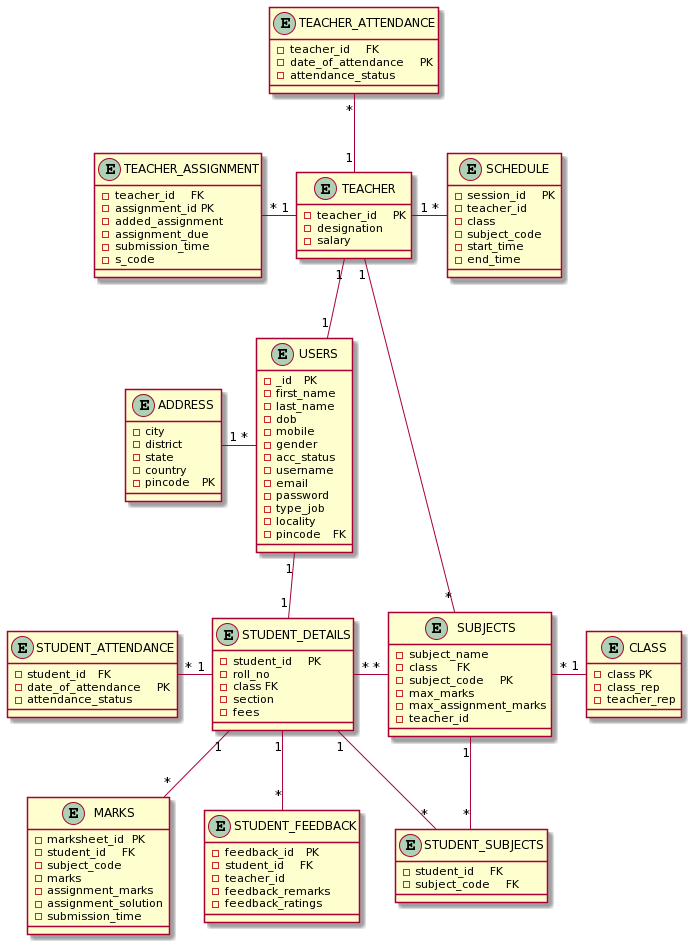 E TEACHER_ATTENDANCE
teacher_id FK
date_of_attendance PK
attendance_status
*
1
E TEACHER_ASSIGNMENT
teacher_id FK
assignment_id PK
added_assignment
assignment_due
submission_time
s_code
* 1
E TEACHER
teacher_id PK
designation
salary
1 *
E SCHEDULE
session_id PK
teacher_id
class
subject_code
start_time
end_time
1 1
1
E USERS
_id PK
first_name
last_name
dob
mobile
gender
acc_status
username
email
password
type_job
locality
pincode FK
E ADDRESS
city
district
state
country
pincode PK
1 *
1
*
1
E STUDENT_ATTENDANCE
student_id FK
date_of_attendance PK
attendance_status
* 1
E STUDENT_DETAILS
student_id PK
roll_no
class FK
section
fees
* *
E SUBJECTS
subject_name
class FK
subject_code PK
max_marks
max_assignment_marks
teacher_id
* 1
E CLASS
class PK
class_rep
teacher_rep
1 1 1 1
* * * *
E MARKS
marksheet_id PK
student_id FK
subject_code
marks
assignment_marks
assignment_solution
submission_time
E STUDENT_FEEDBACK
feedback_id PK
student_id FK
teacher_id
feedback_remarks
feedback_ratings
E STUDENT_SUBJECTS
student_id FK
subject_code FK